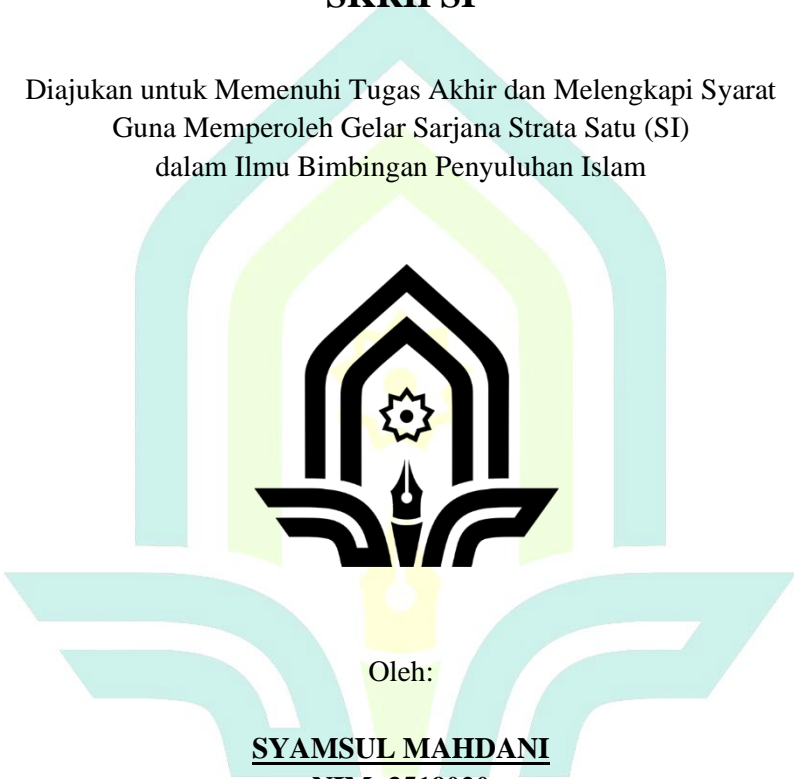 SKRIPSI
Diajukan untuk Memenuhi Tugas Akhir dan Melengkapi Syarat
Guna Memperoleh Gelar Sarjana Strata Satu (SI)
dalam Ilmu Bimbingan Penyuluhan Islam
Oleh:
SYAMSUL MAHDANI